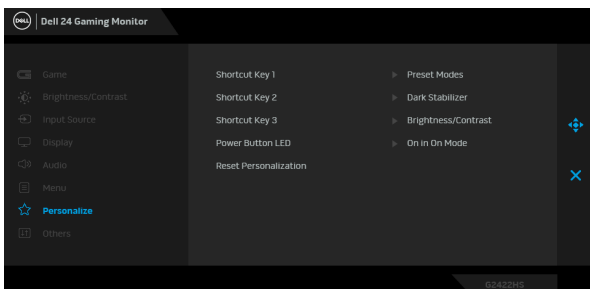 DELL Dell 24 Gaming Monitor
Game
Brightness/Contrast
Input Source
Display
Audio
Menu
Personalize
Others
Shortcut Key 1 Preset Modes
Shortcut Key 2 Dark Stabilizer
Shortcut Key 3 Brightness/Contrast
Power Button LED On in On Mode
Reset Personalization
G2422HS